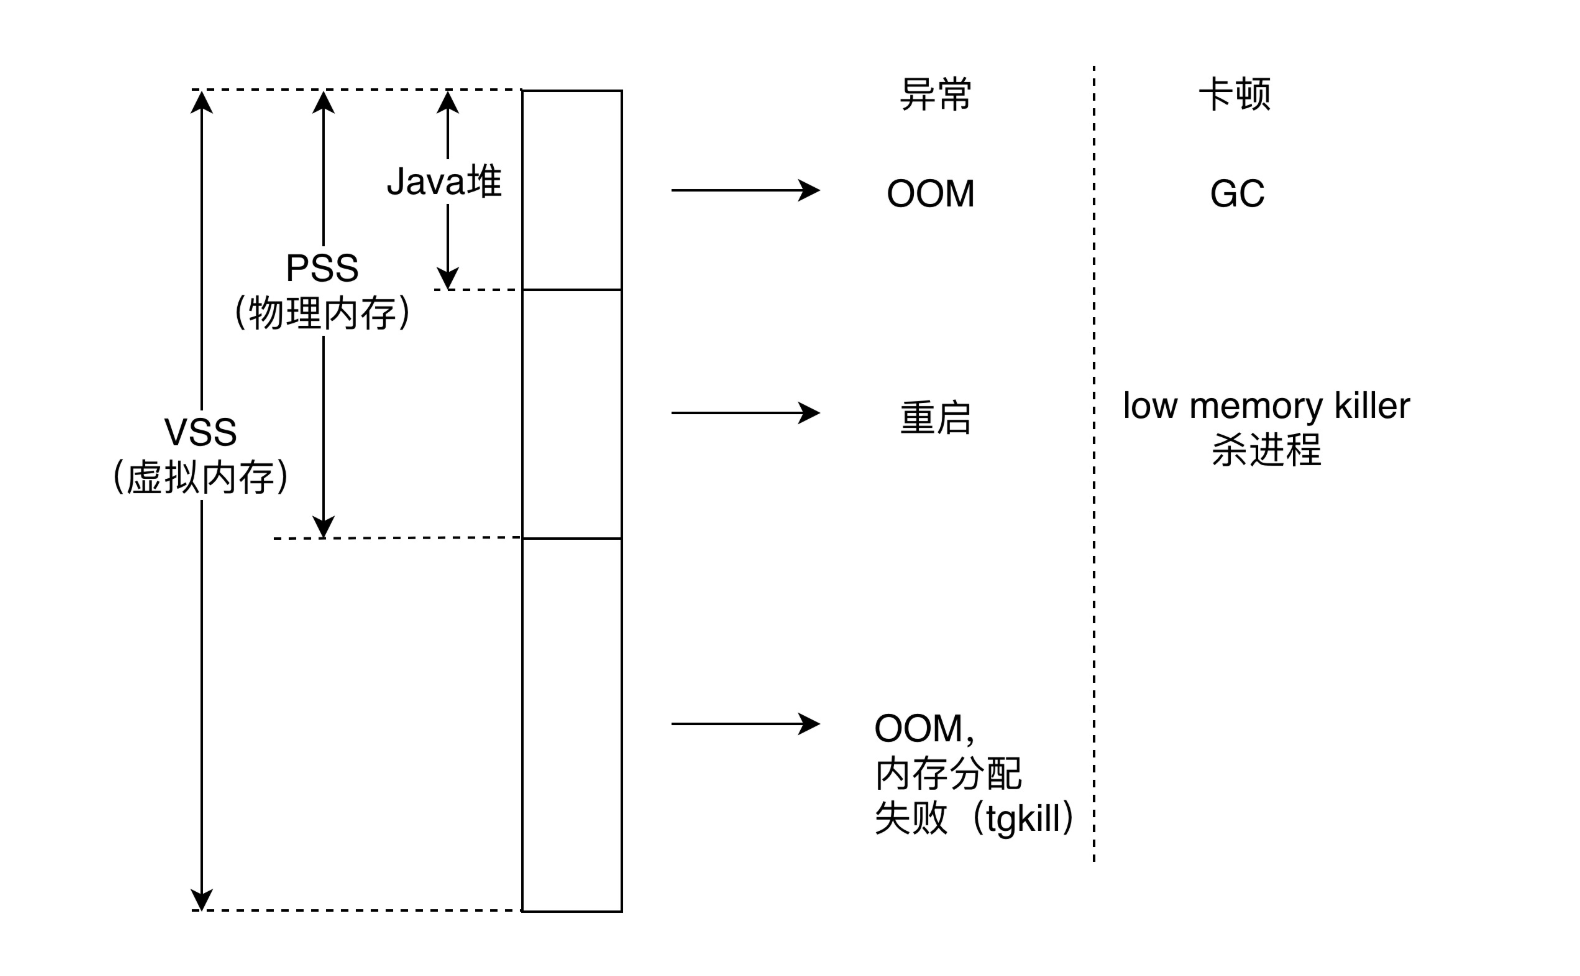 异常
卡顿
Java堆
OOM
GC
PSS
（物理内存）
重启
low memory killer
杀进程
VSS
（虚拟内存）
OOM，
内存分配
失败（tgkill）